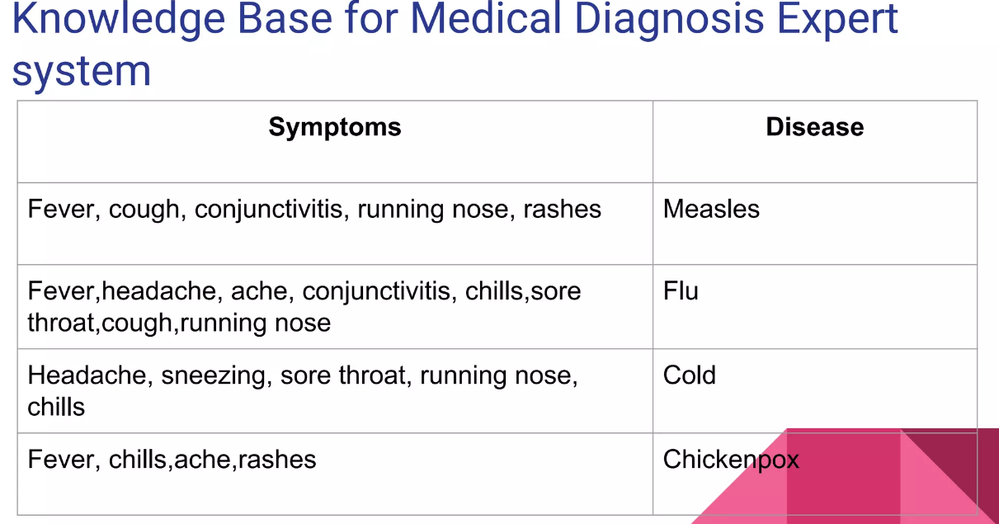 Knowledge Base for Medical Diagnosis Expert
system
Symptoms
Disease
Fever, cough, conjunctivitis, running nose, rashes
Measles
Fever,headache, ache, conjunctivitis, chills,sore
throat,cough,running nose
Flu
Headache, sneezing, sore throat, running nose,
chills
Cold
Fever, chills,ache,rashes
Chickenpox